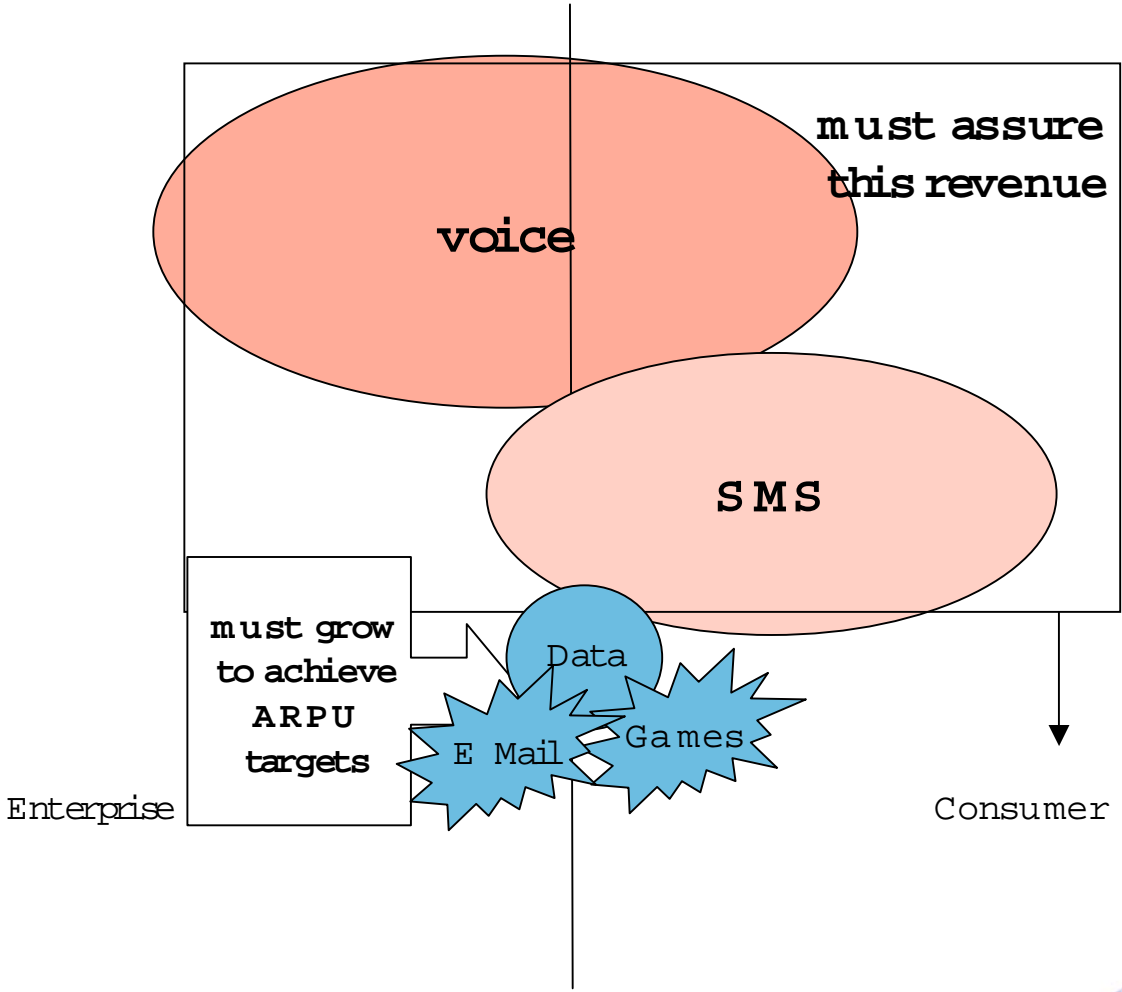 must assure
this revenue
voice
SMS
must grow
to achieve
ARPU
targets
Data
Games
E Mail
Enterprise
Consumer